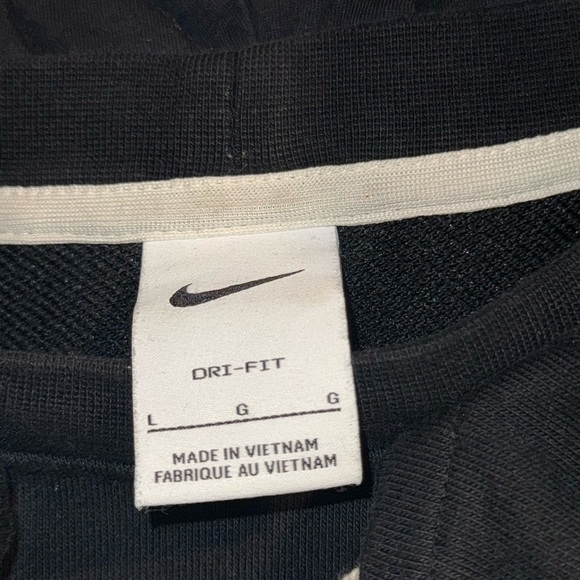 DRI-FIT
L G G
MADE IN VIETNAM
FABRIQUE AU VIETNAM